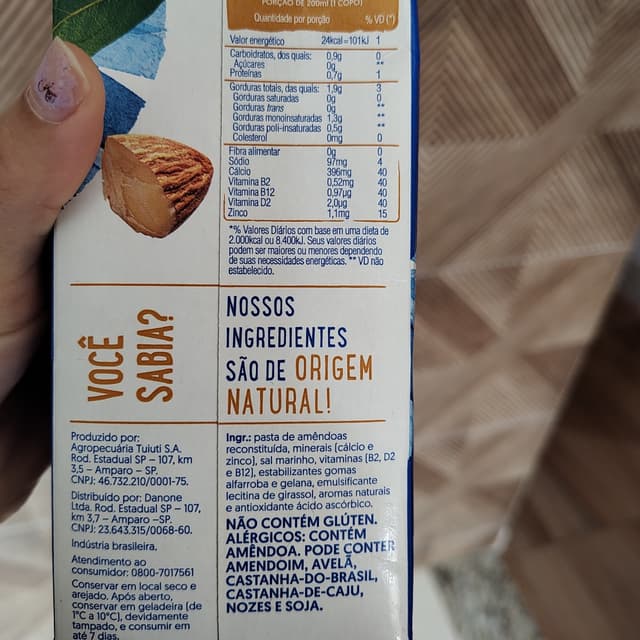 PORÇÃO DE 200ml (1 COPO)
Quantidade por porção % VD (*)
Valor energético 24kcal=101kJ 1
Carboidratos, dos quais: 0,9g 0
Açúcares 0g **
Proteínas 0,7g 1
Gorduras totais, das quais: 1,9g 3
Gorduras saturadas 0g 0
Gorduras trans 0g **
Gorduras monoinsaturadas 1,3g **
Gorduras poli-insaturadas 0,5g **
Colesterol 0mg 0
Fibra alimentar 0g 0
Sódio 97mg 4
Cálcio 396mg 40
Vitamina B2 0,52mg 40
Vitamina B12 0,97µg 40
Vitamina D2 2,0µg 40
Zinco 1,1mg 15
*% Valores Diários com base em uma dieta de
2.000kcal ou 8.400kJ. Seus valores diários
podem ser maiores ou menores dependendo
de suas necessidades energéticas. ** VD não
estabelecido.
VOCÊ
SABIA?
NOSSOS
INGREDIENTES
SÃO DE ORIGEM
NATURAL!
Produzido por:
Agropecuária Tuiuti S.A.
Rod. Estadual SP – 107, km
3,5 – Amparo – SP.
CNPJ: 46.732.210/0001-75.
Distribuído por: Danone
Ltda. Rod. Estadual SP – 107,
km 3,7 – Amparo –SP.
CNPJ: 23.643.315/0068-60.
Indústria brasileira.
Atendimento ao
consumidor: 0800-7017561
Conservar em local seco e
arejado. Após aberto,
conservar em geladeira (de
1°C a 10°C), devidamente
tampado, e consumir em
até 7 dias.
Ingr.: pasta de amêndoas
reconstituída, minerais (cálcio e
zinco), sal marinho, vitaminas (B2, D2
e B12), estabilizantes gomas
alfarroba e gelana, emulsificante
lecitina de girassol, aromas naturais
e antioxidante ácido ascórbico.
NÃO CONTÉM GLÚTEN.
ALÉRGICOS: CONTÉM
AMÊNDOA. PODE CONTER
AMENDOIM, AVELÃ,
CASTANHA-DO-BRASIL,
CASTANHA-DE-CAJU,
NOZES E SOJA.